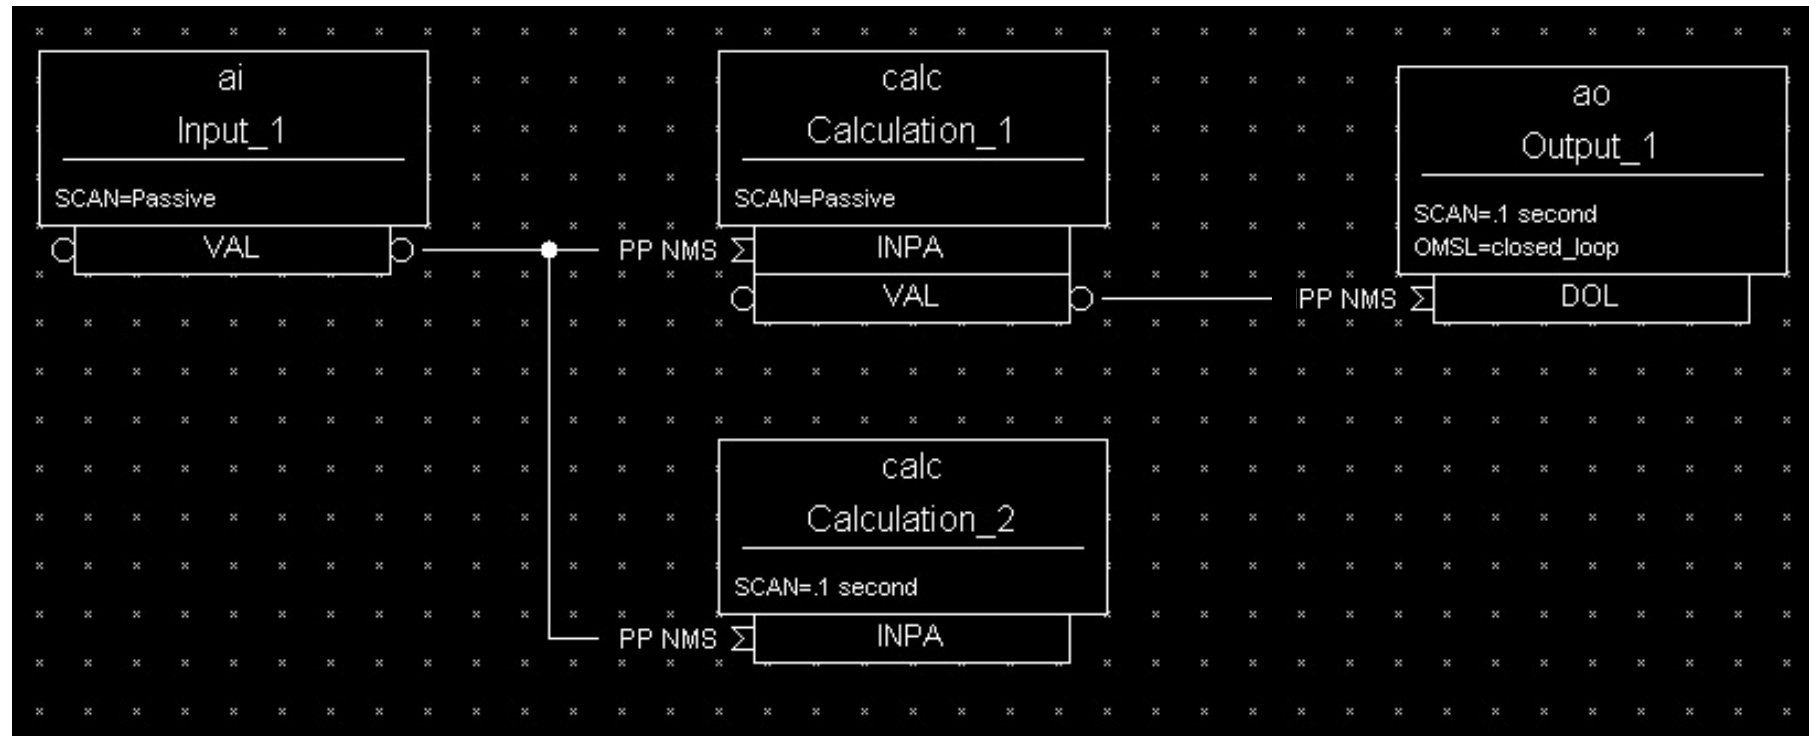 ai
Input_1
SCAN=Passive
VAL
calc
Calculation_1
SCAN=Passive
PP NMS
INPA
VAL
ao
Output_1
SCAN=.1 second
OMSL=closed_loop
PP NMS
DOL
calc
Calculation_2
SCAN=.1 second
PP NMS
INPA